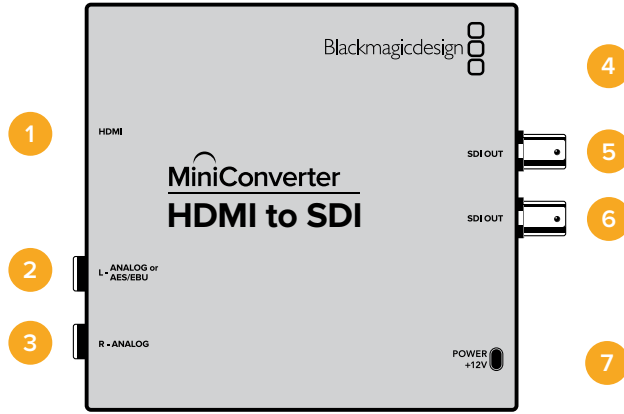 Blackmagicdesign
4
1
HDMI
SDI OUT
5
MiniConverter
HDMI to SDI
SDI OUT
6
2
L - ANALOG or
AES/EBU
3
R - ANALOG
POWER
+12V
7